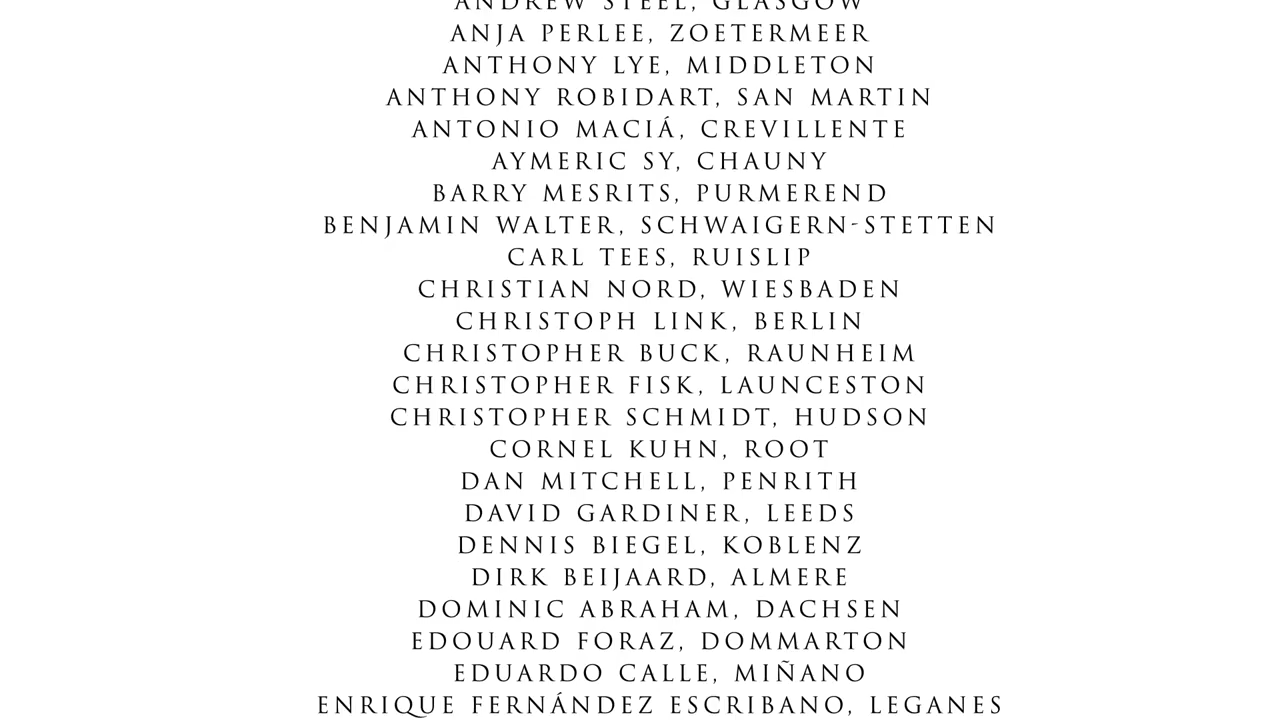 ANDREW STEEL, GLASGOW
ANJA PERLEE, ZOETERMEER
ANTHONY LYE, MIDDLETON
ANTHONY ROBIDART, SAN MARTIN
ANTONIO MACIÁ, CREVILLENTE
AYMERIC SY, CHAUNY
BARRY MESRITS, PURMEREND
BENJAMIN WALTER, SCHWAIGERN-STETTEN
CARL TEES, RUISLIP
CHRISTIAN NORD, WIESBADEN
CHRISTOPH LINK, BERLIN
CHRISTOPHER BUCK, RAUNHEIM
CHRISTOPHER FISK, LAUNCESTON
CHRISTOPHER SCHMIDT, HUDSON
CORNEL KUHN, ROOT
DAN MITCHELL, PENRITH
DAVID GARDINER, LEEDS
DENNIS BIEGEL, KOBLENZ
DIRK BEIJAARD, ALMERE
DOMINIC ABRAHAM, DACHSEN
EDOUARD FORAZ, DOMMARTON
EDUARDO CALLE, MIÑANO
ENRIQUE FERNÁNDEZ ESCRIBANO, LEGANES